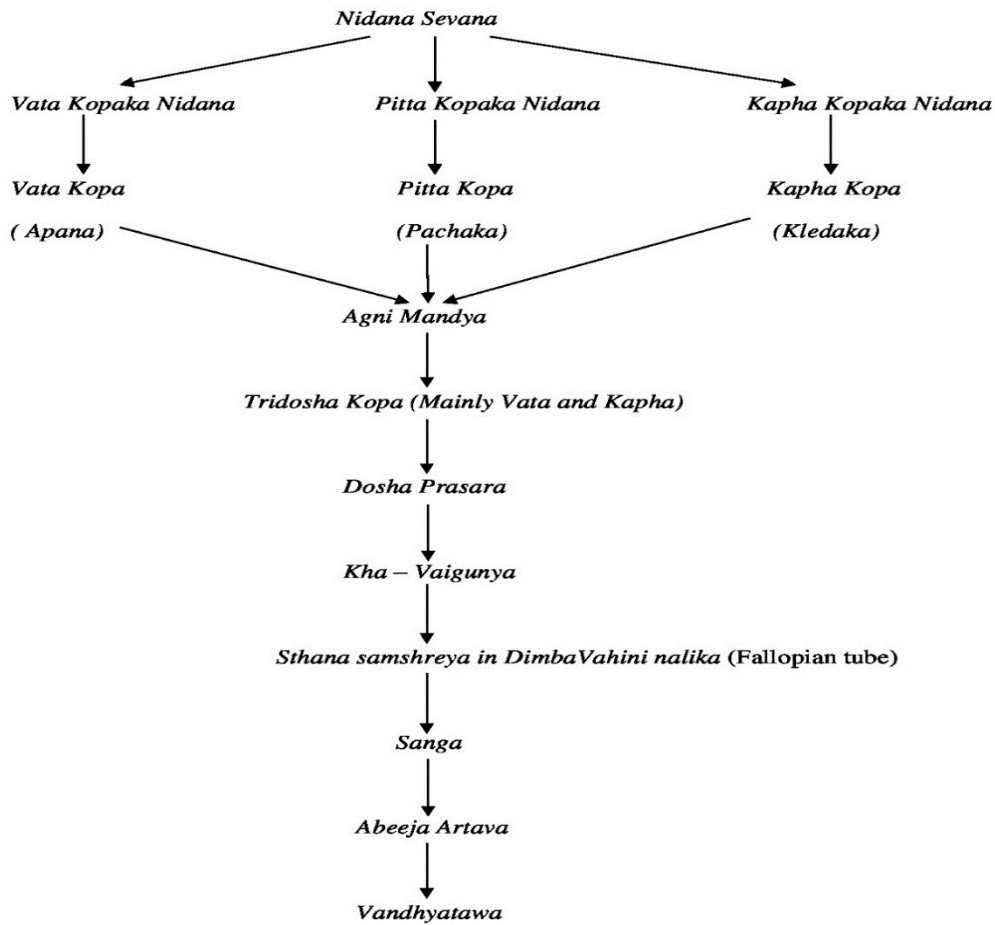 Nidana Sevana
Vata Kopaka Nidana Pitta Kopaka Nidana Kapha Kopaka Nidana
Vata Kopa Pitta Kopa Kapha Kopa
( Apana) (Pachaka) (Kledaka)
Agni Mandya
Tridosha Kopa (Mainly Vata and Kapha)
Dosha Prasara
Kha – Vaigunya
Sthana samshreya in DimbaVahini nalika (Fallopian tube)
Sanga
Abeeja Artava
Vandhyatawa